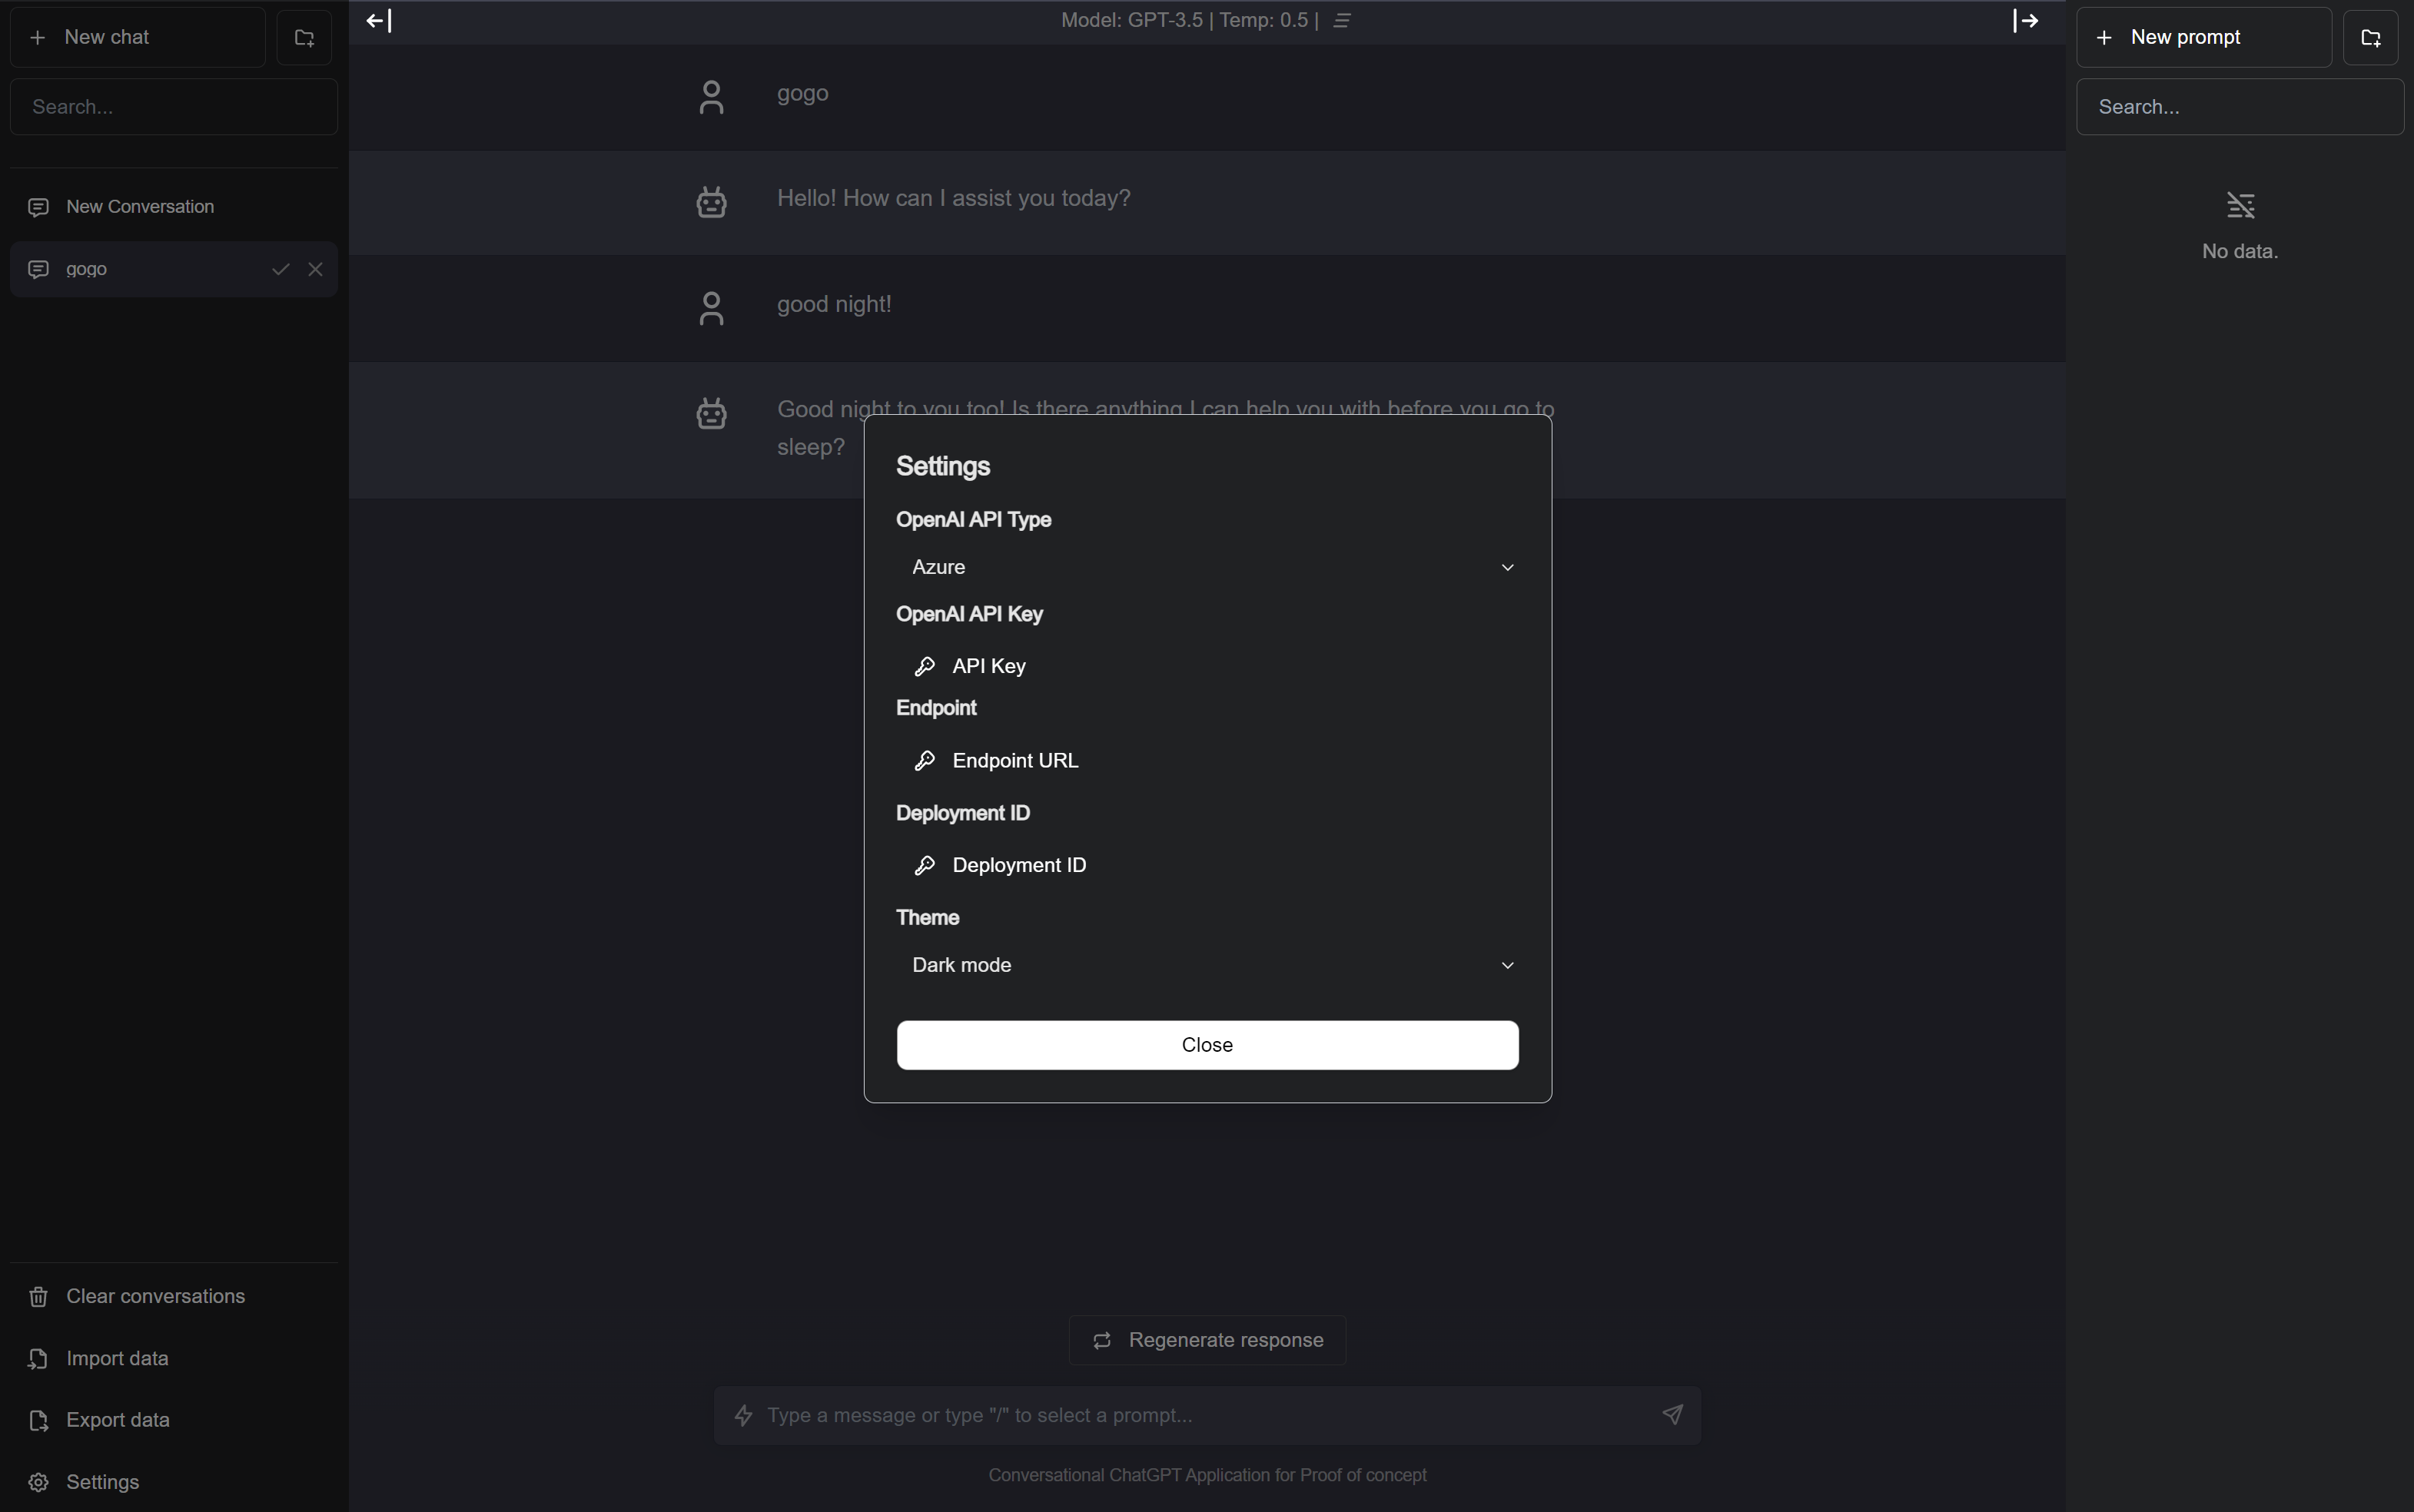 New chat
Search...
New Conversation
gogo
Clear conversations
Import data
Export data
Settings
Model: GPT-3.5 | Temp: 0.5 |
gogo
Hello! How can I assist you today?
good night!
Good night to you too! Is there anything I can help you with before you go to
sleep?
Settings
OpenAI API Type
Azure
OpenAI API Key
API Key
Endpoint
Endpoint URL
Deployment ID
Deployment ID
Theme
Dark mode
Close
Regenerate response
Type a message or type "/" to select a prompt...
Conversational ChatGPT Application for Proof of concept
New prompt
Search...
No data.